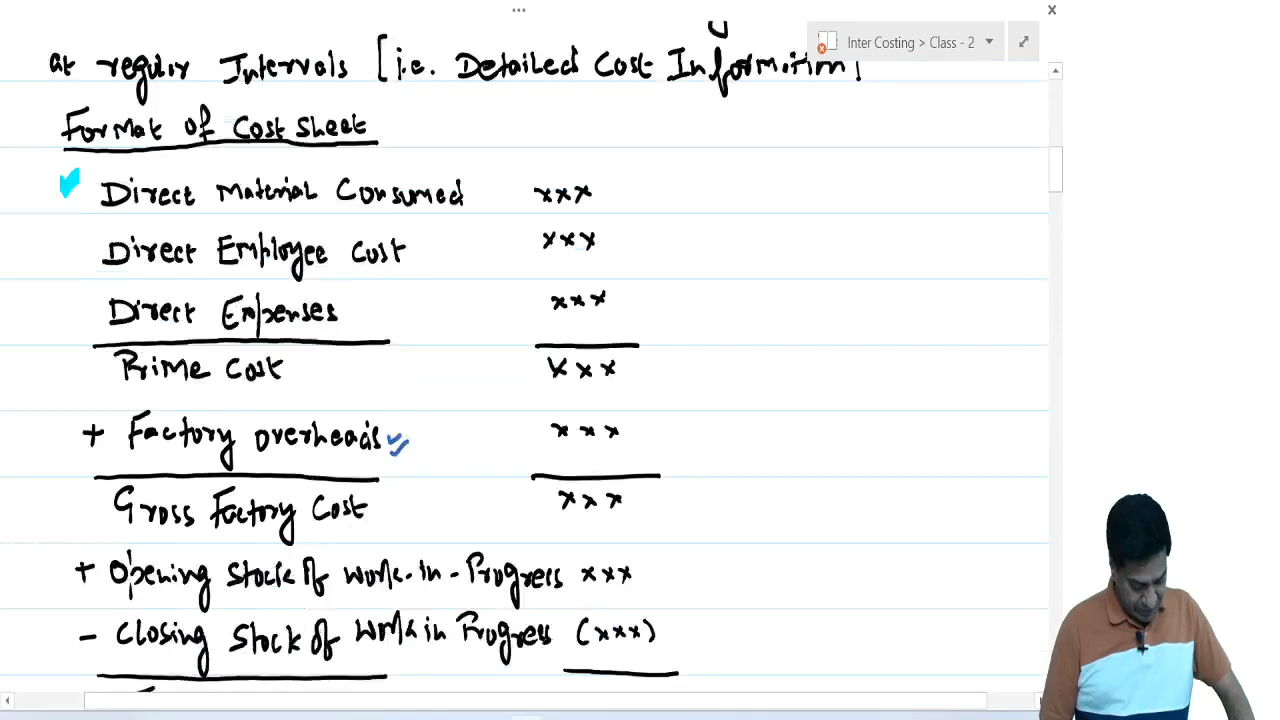 ...
Inter Costing > Class - 2
at regular Intervals [i.e. Detailed Cost Information]
Format of Cost Sheet
Direct Material Consumed xxx
Direct Employee Cost xxx
Direct Expenses xxx
Prime Cost xxx
+ Factory overheads xxx
Gross Factory Cost xxx
+ Opening Stock of Work-in-Progress xxx
- Closing Stock of Work in Progress (xxx)